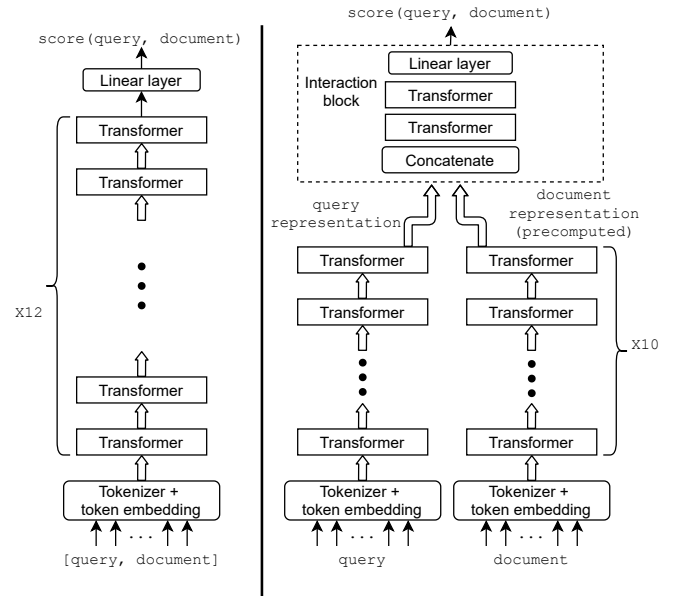 score(query, document)
Linear layer
Transformer
Transformer
X12
Transformer
Transformer
Tokenizer +
token embedding
[query, document]
score(query, document)
Interaction
block
Linear layer
Transformer
Transformer
Concatenate
query
representation
document
representation
(precomputed)
Transformer
Transformer
Transformer
Transformer
X10
Transformer
Transformer
Tokenizer +
token embedding
Tokenizer +
token embedding
query
document